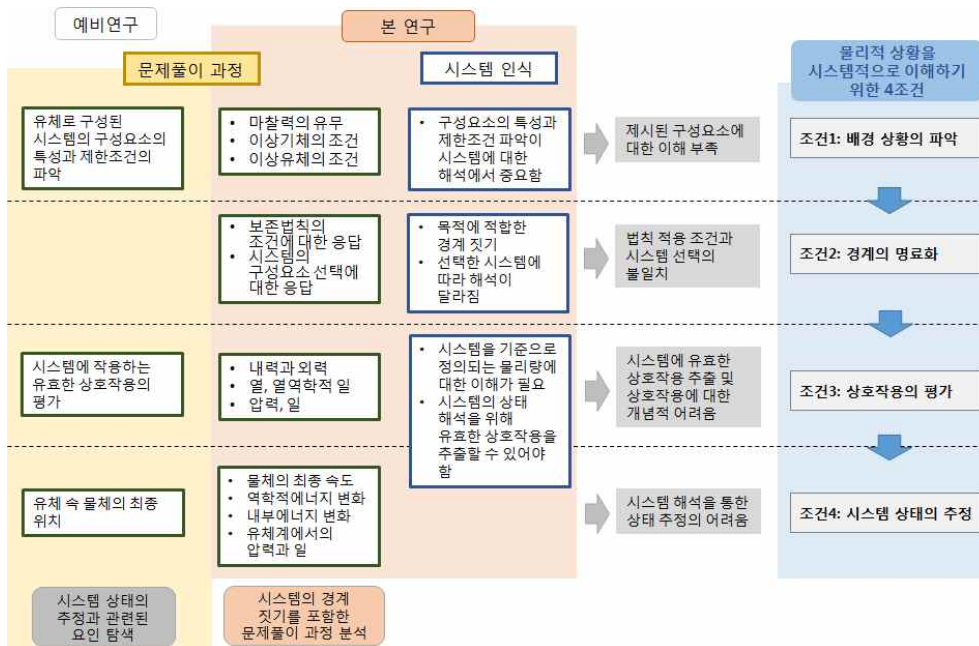 예비연구
본 연구
문제풀이 과정
시스템 인식
물리적 상황을
시스템적으로 이해하기
위한 4조건
유체로 구성된
시스템의 구성요소의
특성과 제한조건의
파악
• 마찰력의 유무
• 이상기체의 조건
• 이상유체의 조건
• 구성요소의 특성과
제한조건 파악이
시스템에 대한
해석에서 중요함
제시된 구성요소에
대한 이해 부족
조건1: 배경 상황의 파악
• 보존법칙의
조건에 대한 응답
• 시스템의
구성요소 선택에
대한 응답
• 목적에 적합한
경계 짓기
• 선택한 시스템에
따라 해석이
달라짐
법칙 적용 조건과
시스템 선택의
불일치
조건2: 경계의 명료화
시스템에 작용하는
유효한 상호작용의
평가
• 내력과 외력
• 열, 열역학적 일
• 압력, 일
• 시스템을 기준으로
정의되는 물리량에
대한 이해가 필요
• 시스템의 상태
해석을 위해
유효한 상호작용을
추출할 수 있어야
함
시스템에 유효한
상호작용 추출 및
상호작용에 대한
개념적 어려움
조건3: 상호작용의 평가
유체 속 물체의 최종
위치
• 물체의 최종 속도
• 역학적에너지 변화
• 내부에너지 변화
• 유체계에서의
압력과 일
시스템 해석을 통한
상태 추정의 어려움
조건4: 시스템 상태의 추정
시스템 상태의
추정과 관련된
요인 탐색
시스템의 경계
짓기를 포함한
문제풀이 과정 분석